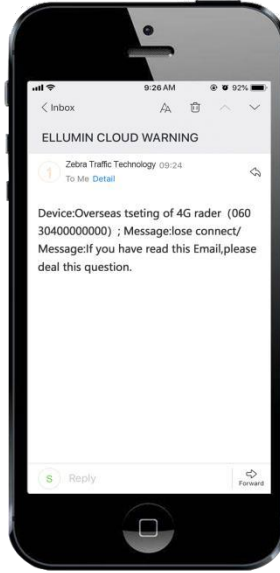 9:26 AM
92%
Inbox
AA
ELLUMIN CLOUD WARNING
1
Zebra Traffic Technology 09:24
To Me Detail
Device:Overseas tseting of 4G rader（060
30400000000）; Message:lose connect/
Message:If you have read this Email,please
deal this question.
S Reply
Forward